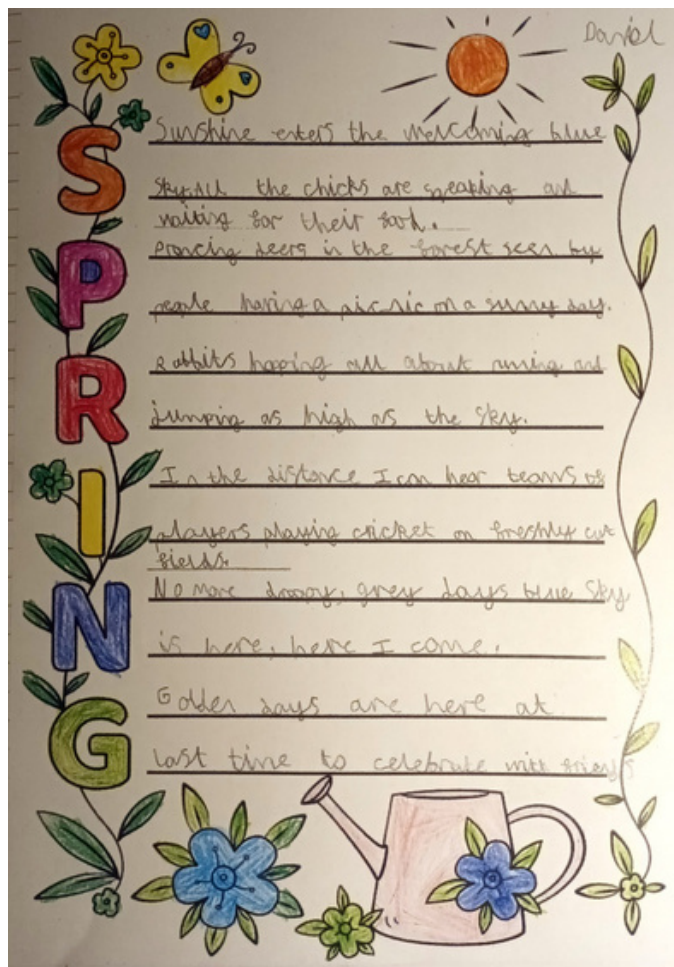 Daniel
SPRING
Sunshine enters the welcoming blue
sky. All the chicks are speaking and
waiting for their food.
Prancing deers in the forest seen by
people having a picnic on a sunny day.
Rabbits hopping all about running and
jumping as high as the sky.
In the distance I can hear teams of
players playing cricket on freshly cut
fields.
No more droopy, grey days blue sky
is here, here I come.
Golden days are here at
last time to celebrate with friends